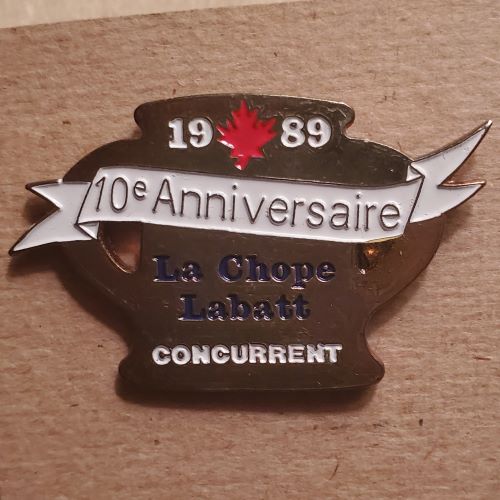 19 89
10e Anniversaire
La Chope
Labatt
CONCURRENT